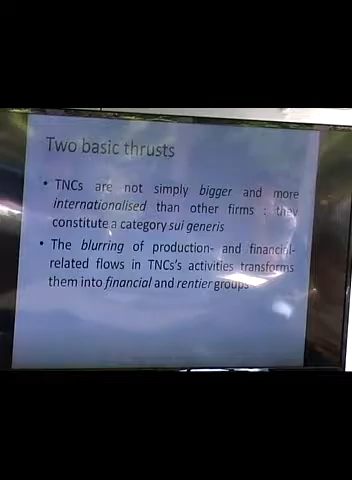 Two basic thrusts
• TNCs are not simply bigger and more
internationalised than other firms : they
constitute a category sui generis
• The blurring of production- and financial-
related flows in TNCs's activities transforms
them into financial and rentier groups